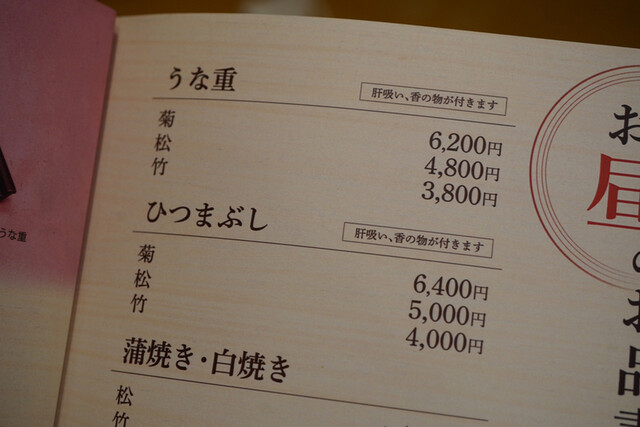 うな重
肝吸い、香の物が付きます
菊 6,200円
松 4,800円
竹 3,800円
ひつまぶし
肝吸い、香の物が付きます
菊 6,400円
松 5,000円
竹 4,000円
蒲焼き・白焼き
松
竹
お昼のお品
うな重